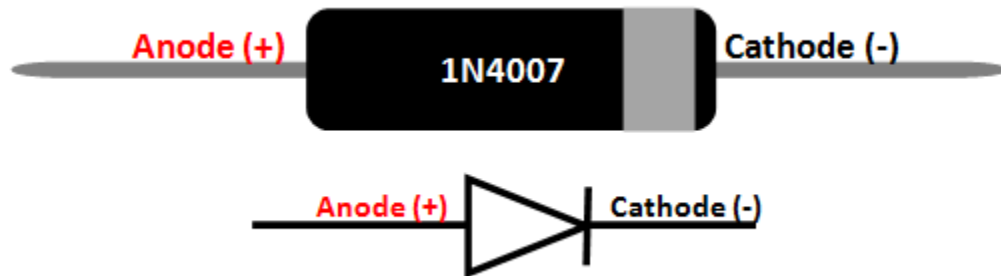 Anode (+) 1N4007 Cathode (-)
Anode (+) Cathode (-)